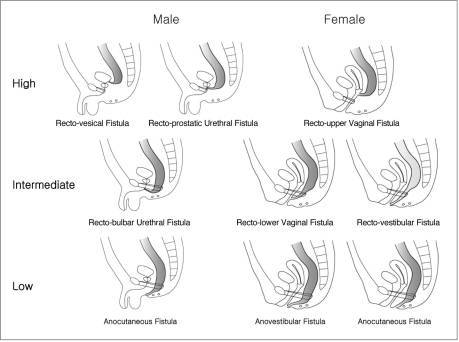 Male Female
High
Recto-vesical Fistula Recto-prostatic Urethral Fistula Recto-upper Vaginal Fistula
Intermediate
Recto-bulbar Urethral Fistula Recto-lower Vaginal Fistula Recto-vestibular Fistula
Low
Anocutaneous Fistula Anovestibular Fistula Anocutaneous Fistula